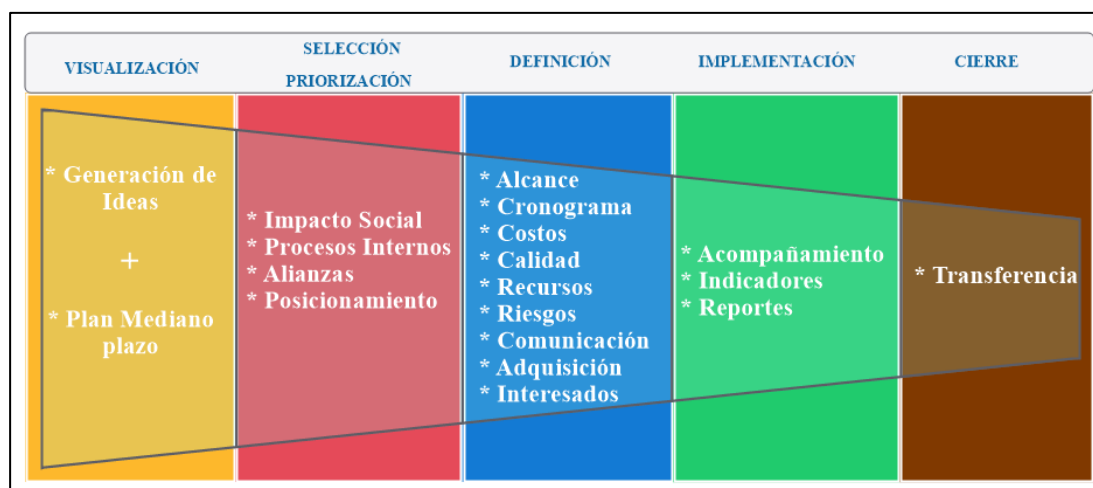 VISUALIZACIÓN
SELECCIÓN
PRIORIZACIÓN
DEFINICIÓN
IMPLEMENTACIÓN
CIERRE
* Generación de
Ideas
+
* Plan Mediano
plazo
* Impacto Social
* Procesos Internos
* Alianzas
* Posicionamiento
* Alcance
* Cronograma
* Costos
* Calidad
* Recursos
* Riesgos
* Comunicación
* Adquisición
* Interesados
* Acompañamiento
* Indicadores
* Reportes
* Transferencia